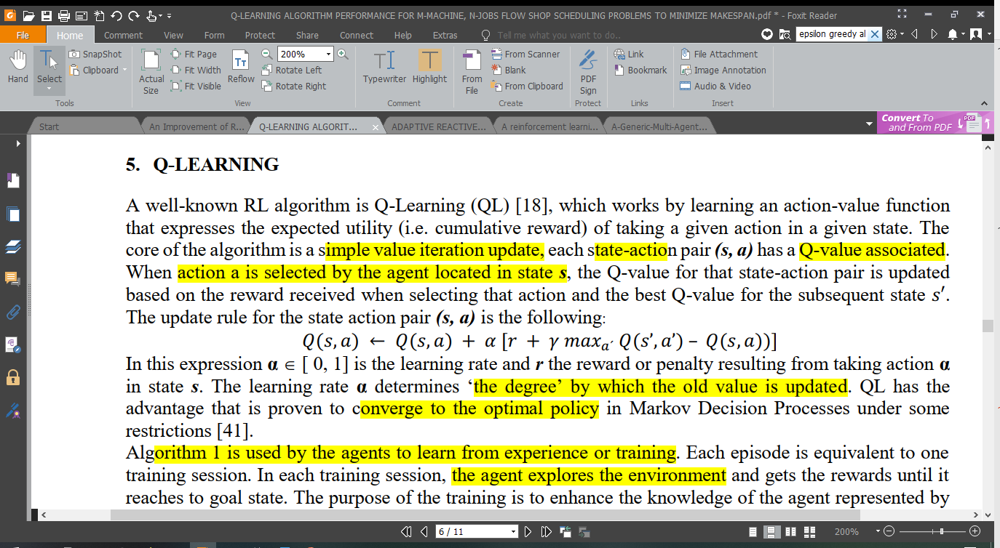 Q-LEARNING ALGORITHM PERFORMANCE FOR M-MACHINE, N-JOBS FLOW SHOP SCHEDULING PROBLEMS TO MINIMIZE MAKESPAN.pdf * - Foxit Reader
File Home Comment View Form Protect Share Connect Help Extras Tell me what you want to do.. epsilon greedy al
SnapShot Fit Page 200% From Scanner Link File Attachment
Clipboard Fit Width Rotate Left Blank Bookmark Image Annotation
Hand Select Actual Size Reflow Typewriter Highlight From File PDF Sign
Fit Visible Rotate Right From Clipboard Audio & Video
Tools View Comment Create Protect Links Insert
Start An Improvement of R... Q-LEARNING ALGORIT... ADAPTIVE REACTIVE... A reinforcement learni... A-Generic-Multi-Agent... Convert To
and From PDF PDF
5. Q-LEARNING
A well-known RL algorithm is Q-Learning (QL) [18], which works by learning an action-value function
that expresses the expected utility (i.e. cumulative reward) of taking a given action in a given state. The
core of the algorithm is a simple value iteration update, each state-action pair (s, a) has a Q-value associated.
When action a is selected by the agent located in state s, the Q-value for that state-action pair is updated
based on the reward received when selecting that action and the best Q-value for the subsequent state s′.
The update rule for the state action pair (s, a) is the following:
Q(s, a) ← Q(s, a) + α [r + γ maxₐ´ Q(s’, a’) – Q(s, a))]
In this expression α ∈ [ 0, 1] is the learning rate and r the reward or penalty resulting from taking action α
in state s. The learning rate α determines ‘the degree’ by which the old value is updated. QL has the
advantage that is proven to converge to the optimal policy in Markov Decision Processes under some
restrictions [41].
Algorithm 1 is used by the agents to learn from experience or training. Each episode is equivalent to one
training session. In each training session, the agent explores the environment and gets the rewards until it
reaches to goal state. The purpose of the training is to enhance the knowledge of the agent represented by
6 / 11 200%